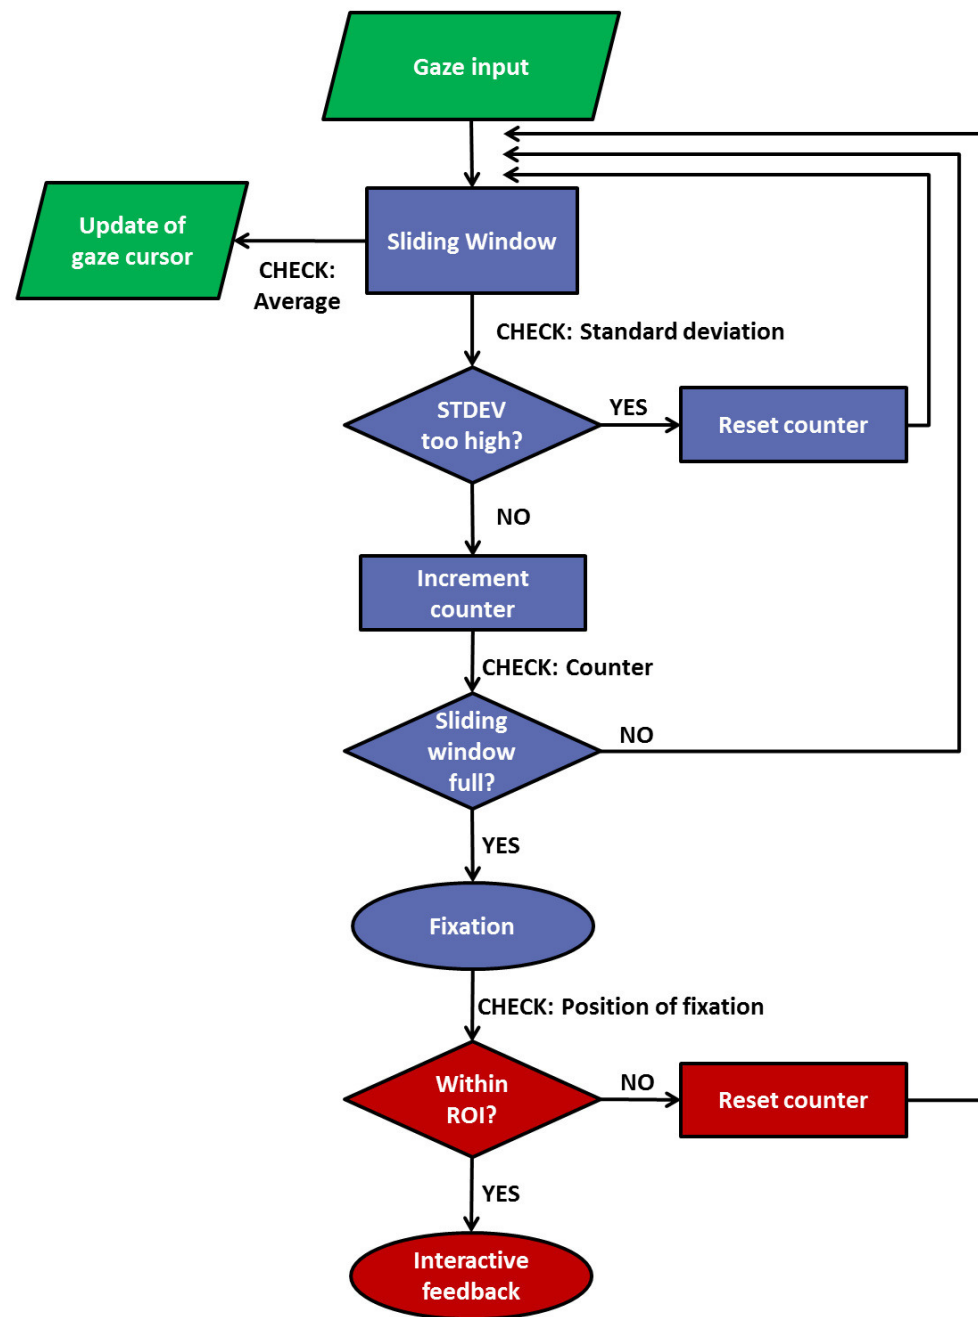 Gaze input
Update of
gaze cursor
Sliding Window
CHECK:
Average
CHECK: Standard deviation
STDEV
too high?
YES
Reset counter
NO
Increment
counter
CHECK: Counter
Sliding
window
full?
NO
YES
Fixation
CHECK: Position of fixation
Within
ROI?
NO
Reset counter
YES
Interactive
feedback